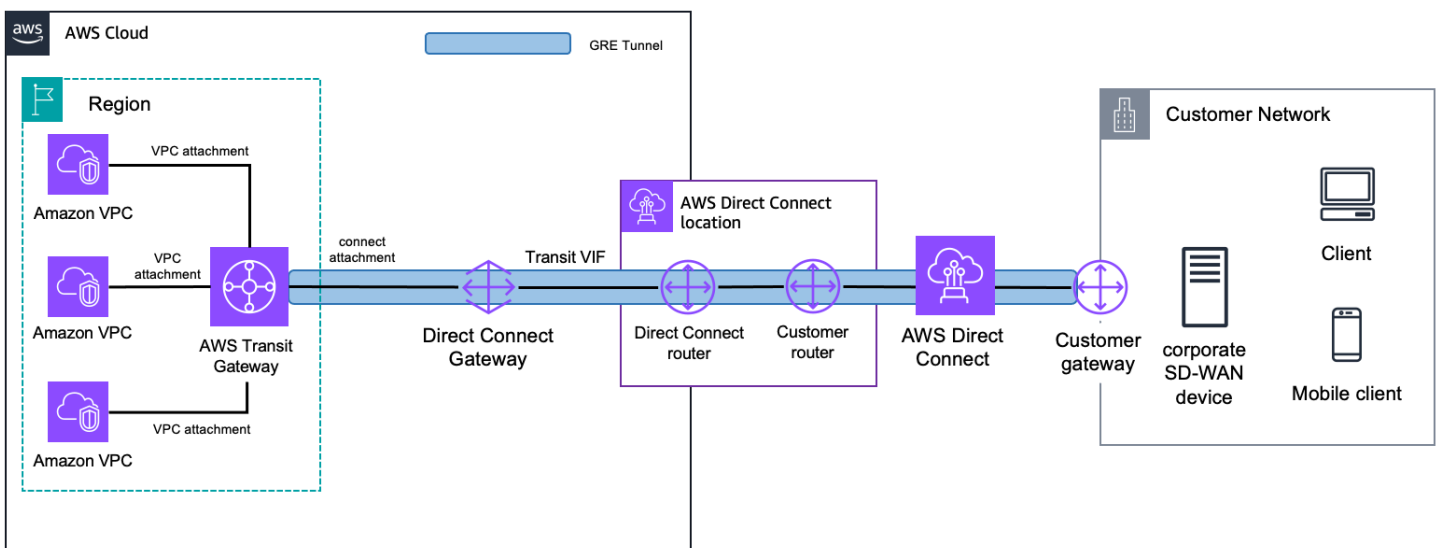 aws
AWS Cloud
GRE Tunnel
Region
VPC attachment
Amazon VPC
VPC
attachment
Amazon VPC
VPC attachment
Amazon VPC
AWS Transit
Gateway
connect
attachment
Direct Connect
Gateway
Transit VIF
AWS Direct Connect
location
Direct Connect
router
Customer
router
AWS Direct
Connect
Customer
gateway
Customer Network
corporate
SD-WAN
device
Client
Mobile client